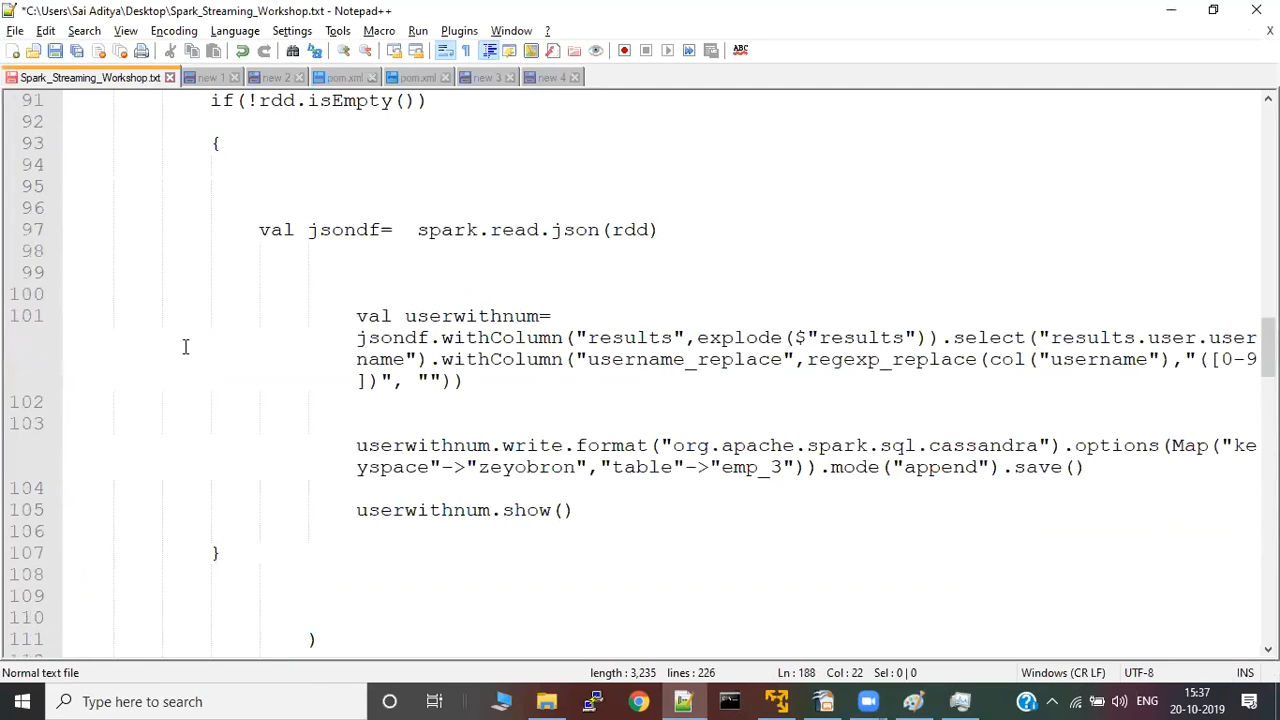 *C:\Users\Sai Aditya\Desktop\Spark_Streaming_Workshop.txt - Notepad++
File Edit Search View Encoding Language Settings Tools Macro Run Plugins Window ?
X
ABC
Spark_Streaming_Workshop.txt new 1 new 2 pom.xml pom.xml new 3 new 4
91 if(!rdd.isEmpty())
92
93 {
94
95
96
97 val jsondf= spark.read.json(rdd)
98
99
100
101 val userwithnum=
jsondf.withColumn("results",explode($"results")).select("results.user.user
name").withColumn("username_replace",regexp_replace(col("username"),"([0-9
])", ""))
102
103
userwithnum.write.format("org.apache.spark.sql.cassandra").options(Map("ke
yspace"->"zeyobron","table"->"emp_3")).mode("append").save()
104
105 userwithnum.show()
106
107 }
108
109
110
111 )
Normal text file length : 3,235 lines : 226 Ln : 188 Col : 22 Sel : 0 | 0 Windows (CR LF) UTF-8 INS
Type here to search
ENG
15:37
20-10-2019